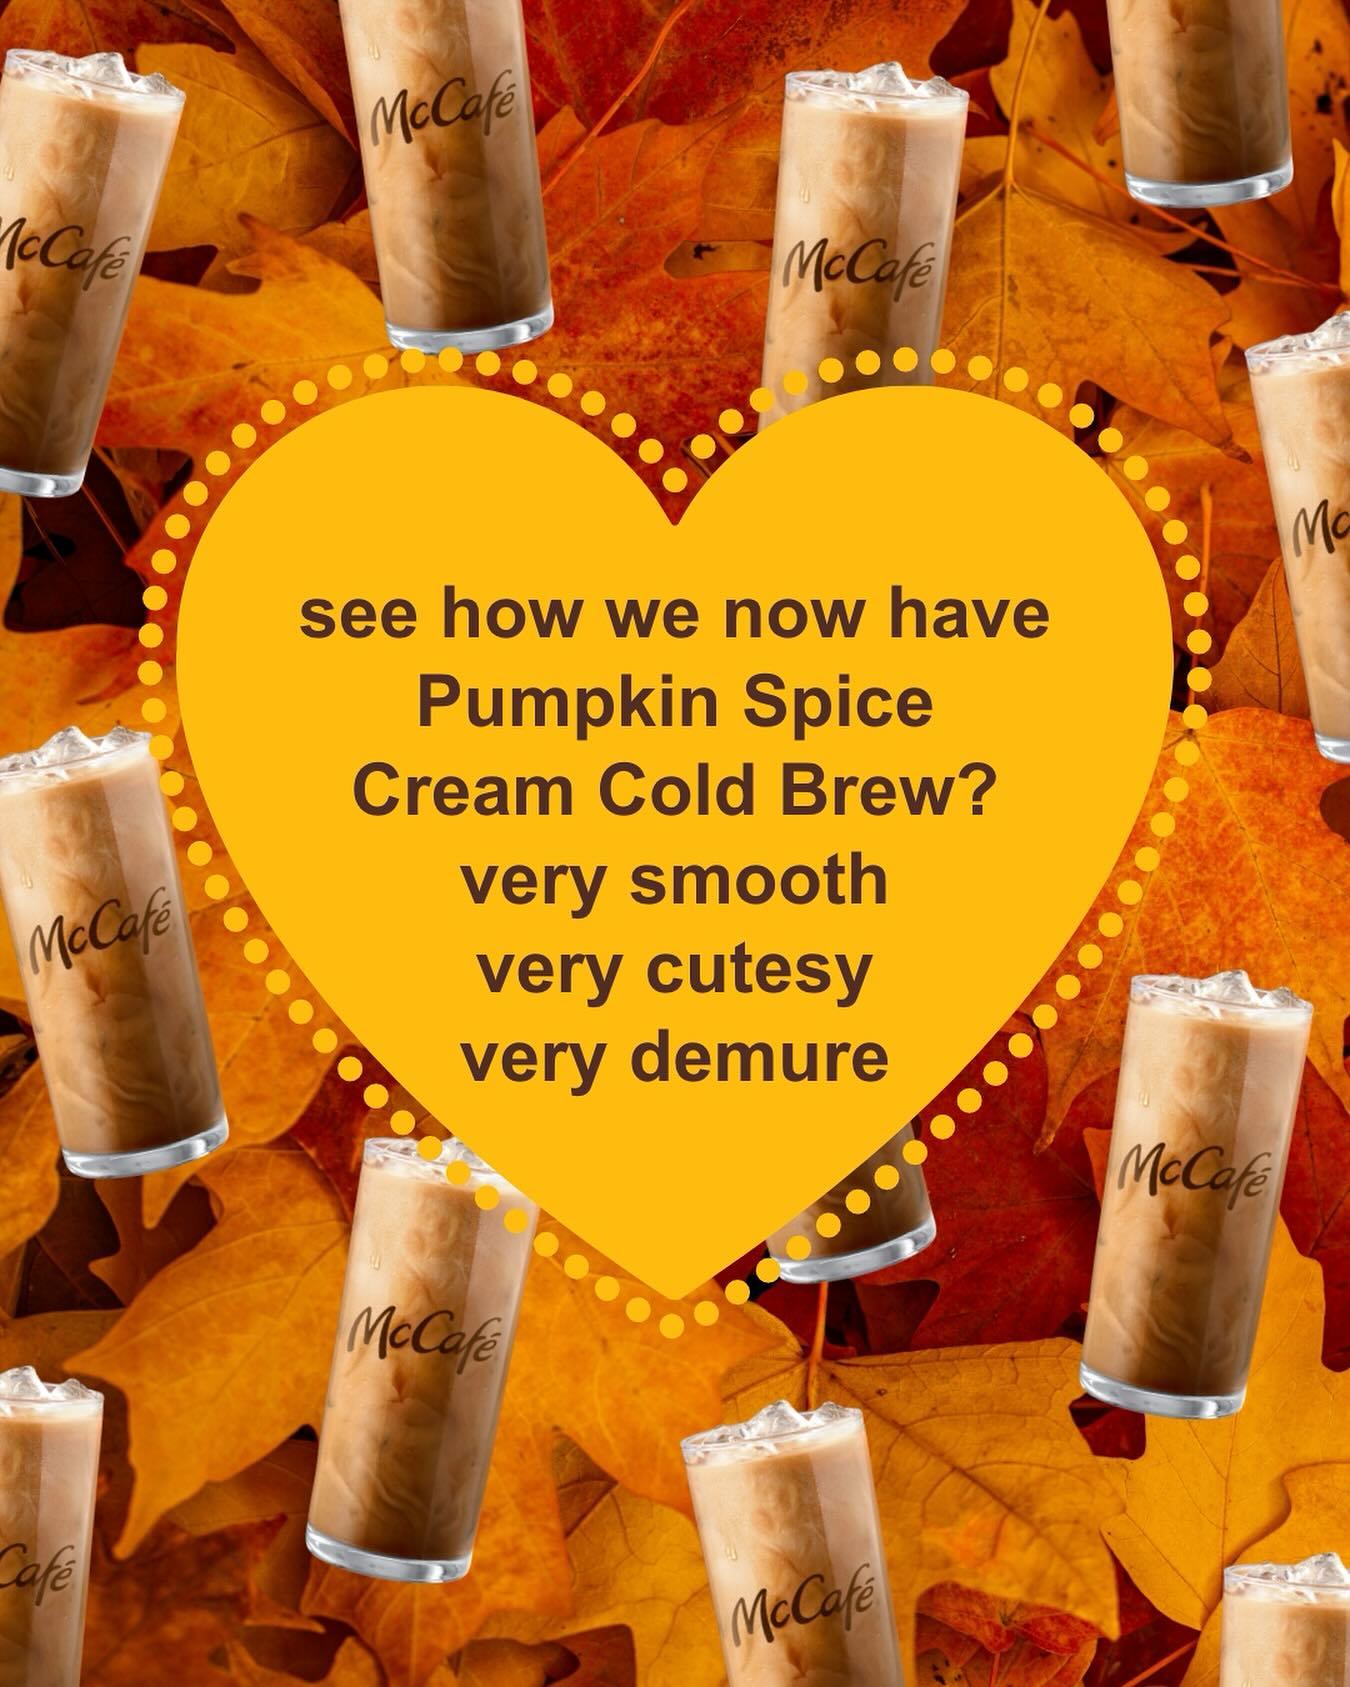 McCafé
McCafé
McCafé
see how we now have
Pumpkin Spice
Cream Cold Brew?
very smooth
very cutesy
very demure
McCafé
McCafé
McCafé
McCafé